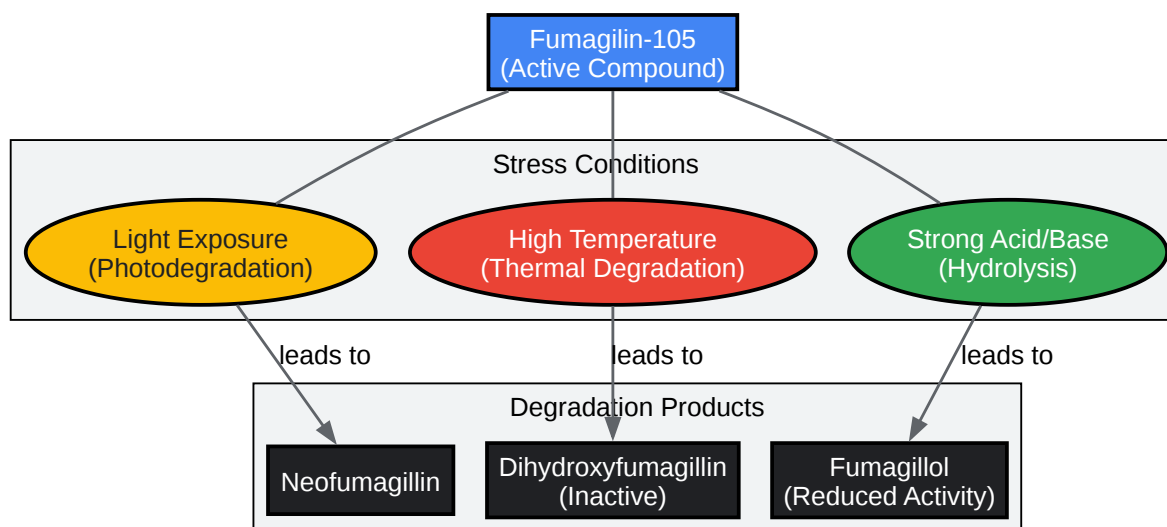 Fumagilin-105
(Active Compound)
Stress Conditions
Light Exposure
(Photodegradation)
High Temperature
(Thermal Degradation)
Strong Acid/Base
(Hydrolysis)
leads to
leads to
leads to
Degradation Products
Neofumagillin
Dihydroxyfumagillin
(Inactive)
Fumagillol
(Reduced Activity)